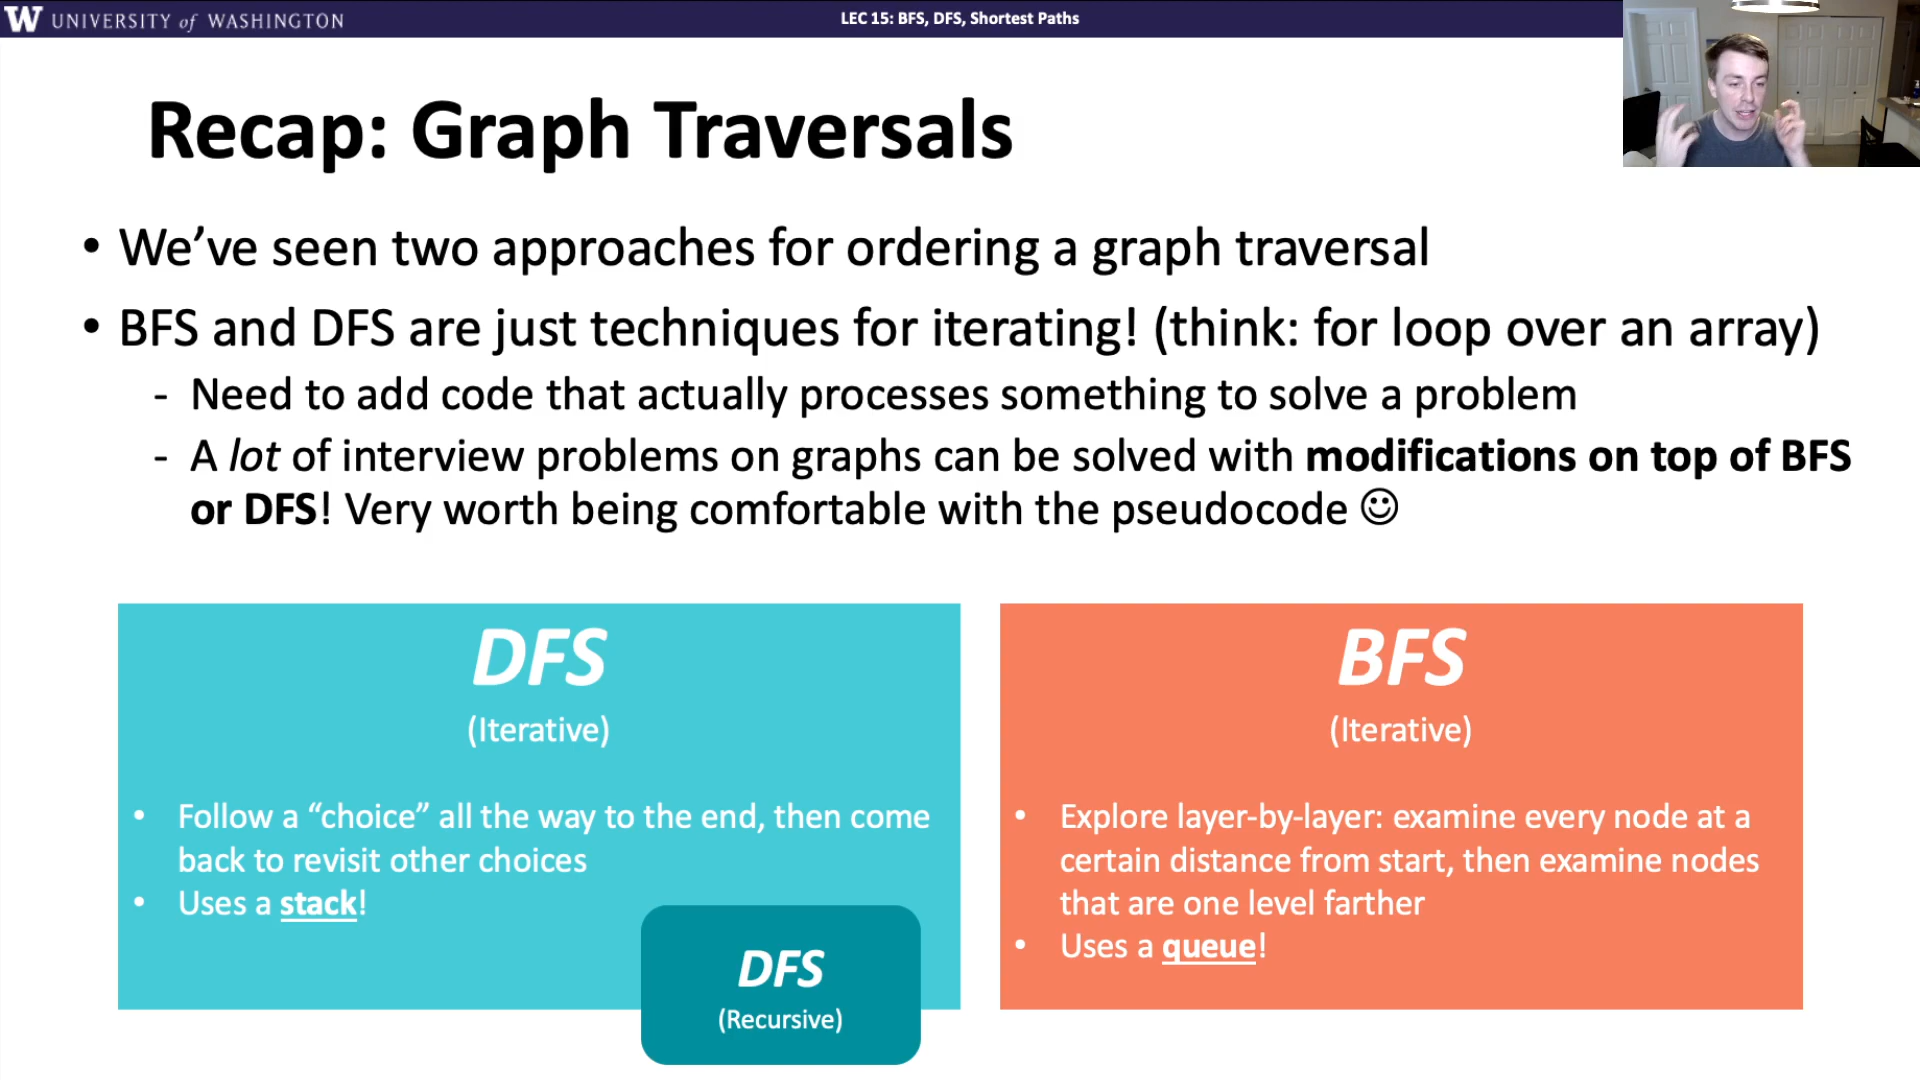 W UNIVERSITY of WASHINGTON
LEC 15: BFS, DFS, Shortest Paths
Recap: Graph Traversals
• We’ve seen two approaches for ordering a graph traversal
• BFS and DFS are just techniques for iterating! (think: for loop over an array)
- Need to add code that actually processes something to solve a problem
- A lot of interview problems on graphs can be solved with modifications on top of BFS
or DFS! Very worth being comfortable with the pseudocode ☺
DFS
(Iterative)
• Follow a “choice” all the way to the end, then come
back to revisit other choices
• Uses a stack!
DFS
(Recursive)
BFS
(Iterative)
• Explore layer-by-layer: examine every node at a
certain distance from start, then examine nodes
that are one level farther
• Uses a queue!